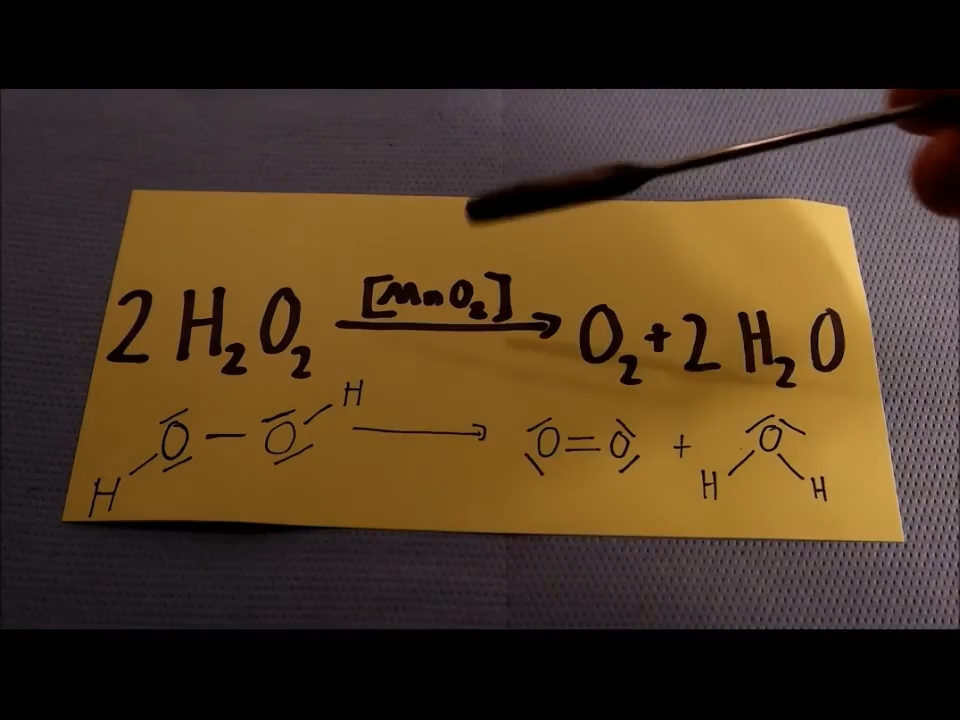 2 H₂O₂ [MnO₂] → O₂ + 2 H₂O
H O — O H → O = O + H O H